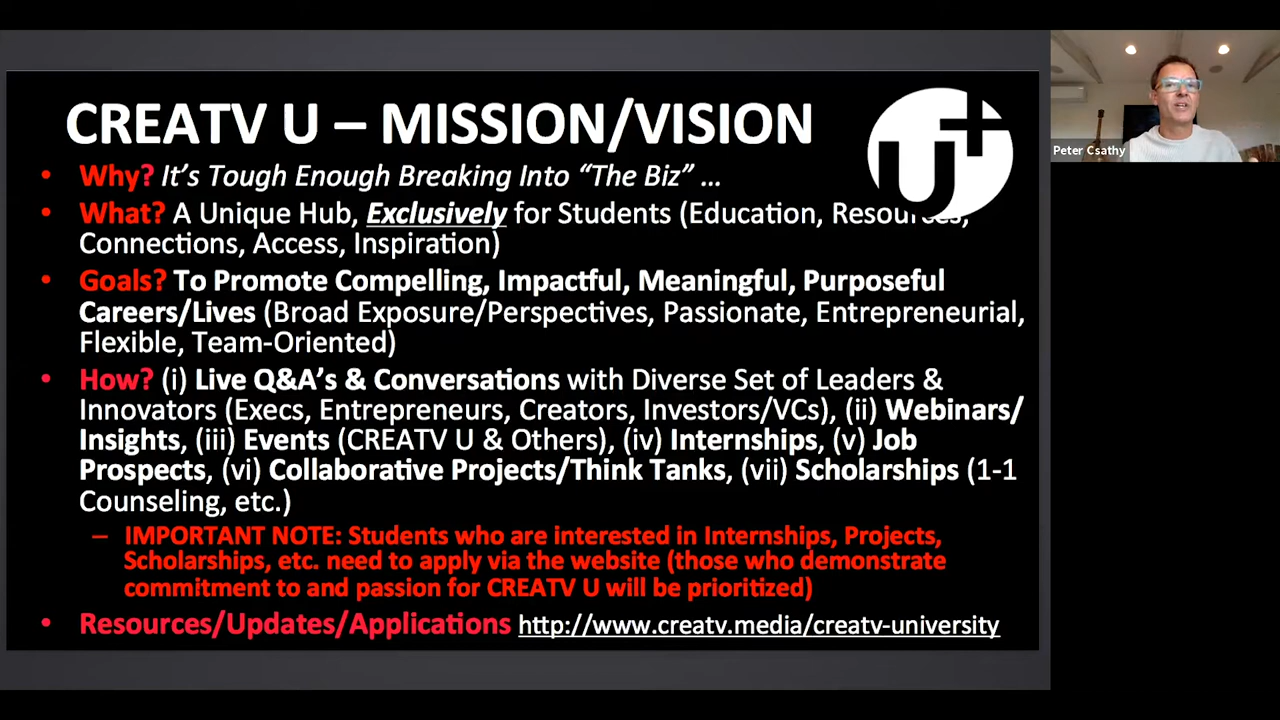 CREATV U – MISSION/VISION
U+
• Why? It's Tough Enough Breaking Into “The Biz” …
• What? A Unique Hub, Exclusively for Students (Education, Resources,
Connections, Access, Inspiration)
• Goals? To Promote Compelling, Impactful, Meaningful, Purposeful
Careers/Lives (Broad Exposure/Perspectives, Passionate, Entrepreneurial,
Flexible, Team-Oriented)
• How? (i) Live Q&A's & Conversations with Diverse Set of Leaders &
Innovators (Execs, Entrepreneurs, Creators, Investors/VCs), (ii) Webinars/
Insights, (iii) Events (CREATV U & Others), (iv) Internships, (v) Job
Prospects, (vi) Collaborative Projects/Think Tanks, (vii) Scholarships (1-1
Counseling, etc.)
– IMPORTANT NOTE: Students who are interested in Internships, Projects,
Scholarships, etc. need to apply via the website (those who demonstrate
commitment to and passion for CREATV U will be prioritized)
• Resources/Updates/Applications http://www.creatv.media/creatv-university
Peter Csathy